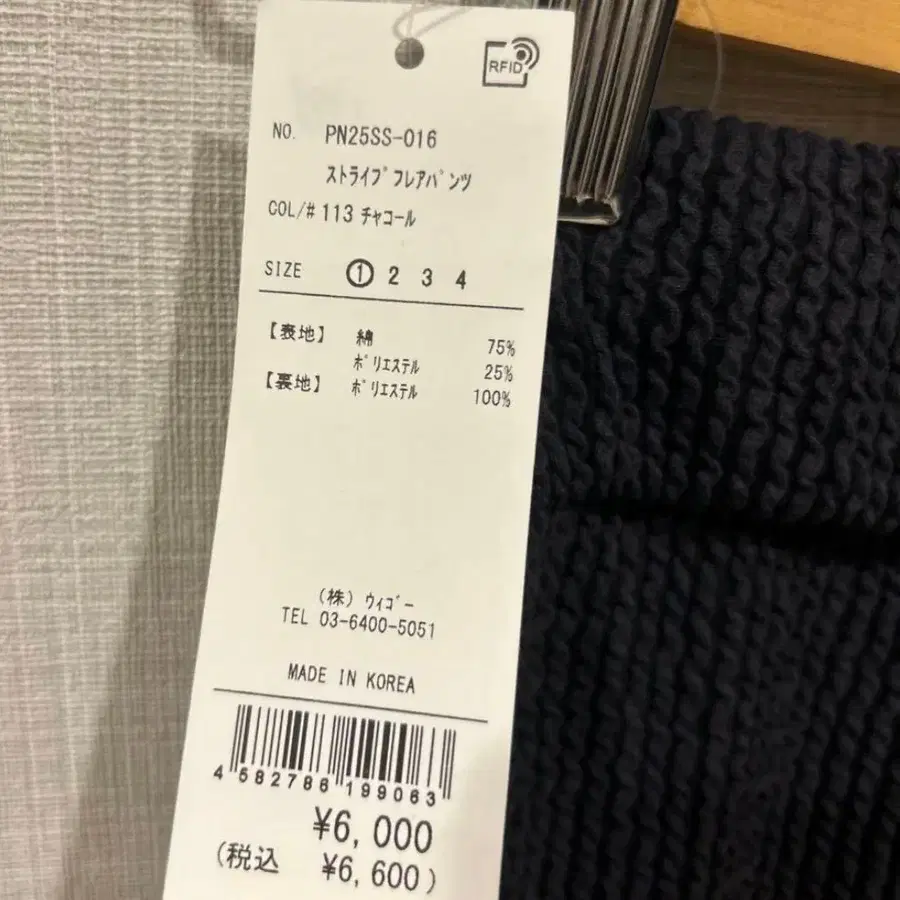 RFID
NO. PN25SS-016
ストライプフレアパンツ
COL/# 113 チャコール
SIZE ① 2 3 4
【表地】 綿 75%
ポリエステル 25%
【裏地】 ポリエステル 100%
(株) ウィゴー
TEL 03-6400-5051
MADE IN KOREA
4 582786 199063
¥6,000
(税込 ¥6,600)